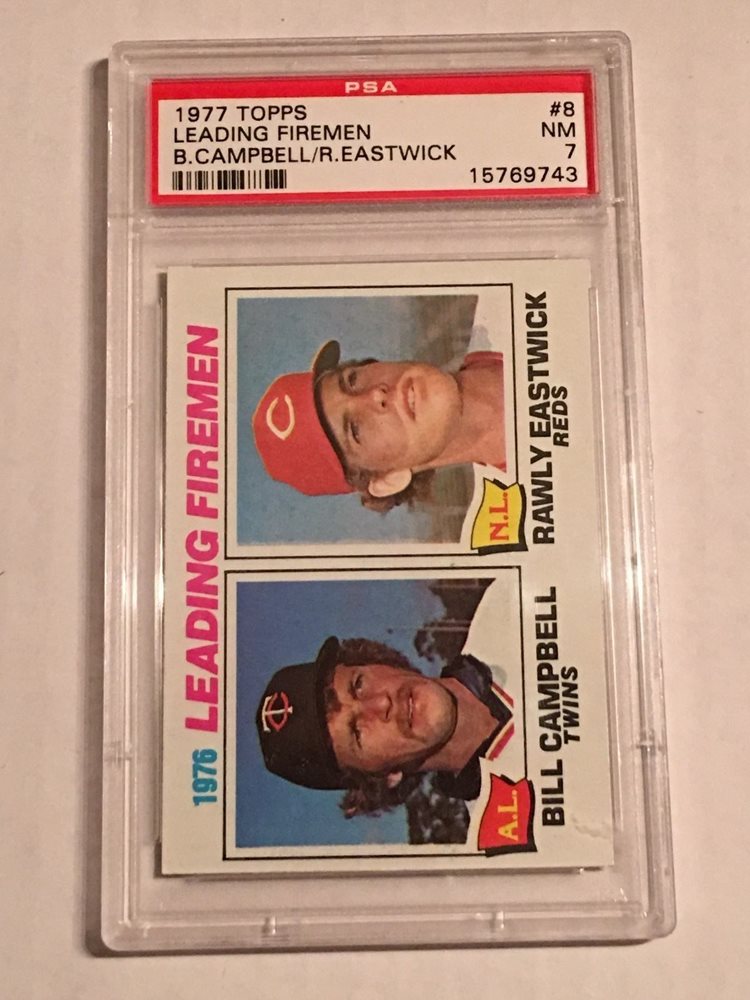 PSA
1977 TOPPS #8
LEADING FIREMEN NM
B.CAMPBELL/R.EASTWICK 7
15769743
1976 LEADING FIREMEN
TC
C
A.L.
N.L.
BILL CAMPBELL
TWINS
RAWLY EASTWICK
REDS